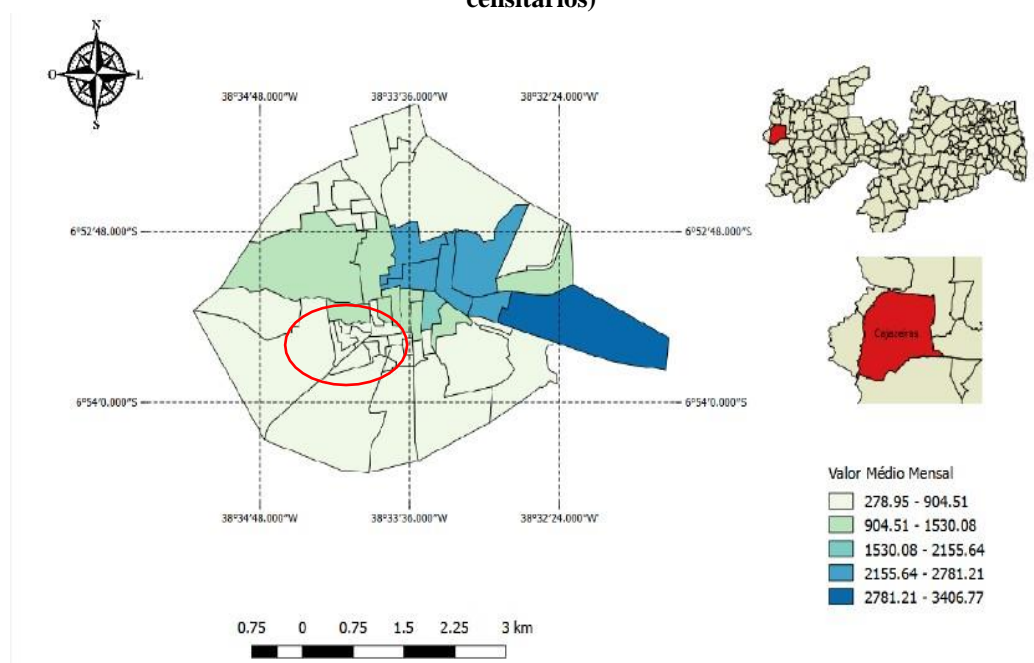 censitários)
N
O L
S
38°34'48.000"W 38°33'36.000"W 38°32'24.000"W
6°52'48.000"S 6°52'48.000"S
Cajazeiras
6°54'0.000"S 6°54'0.000"S
Valor Médio Mensal
278.95 - 904.51
38°34'48.000"W 38°33'36.000"W 38°32'24.000"W
904.51 - 1530.08
1530.08 - 2155.64
2155.64 - 2781.21
2781.21 - 3406.77
0.75 0 0.75 1.5 2.25 3 km